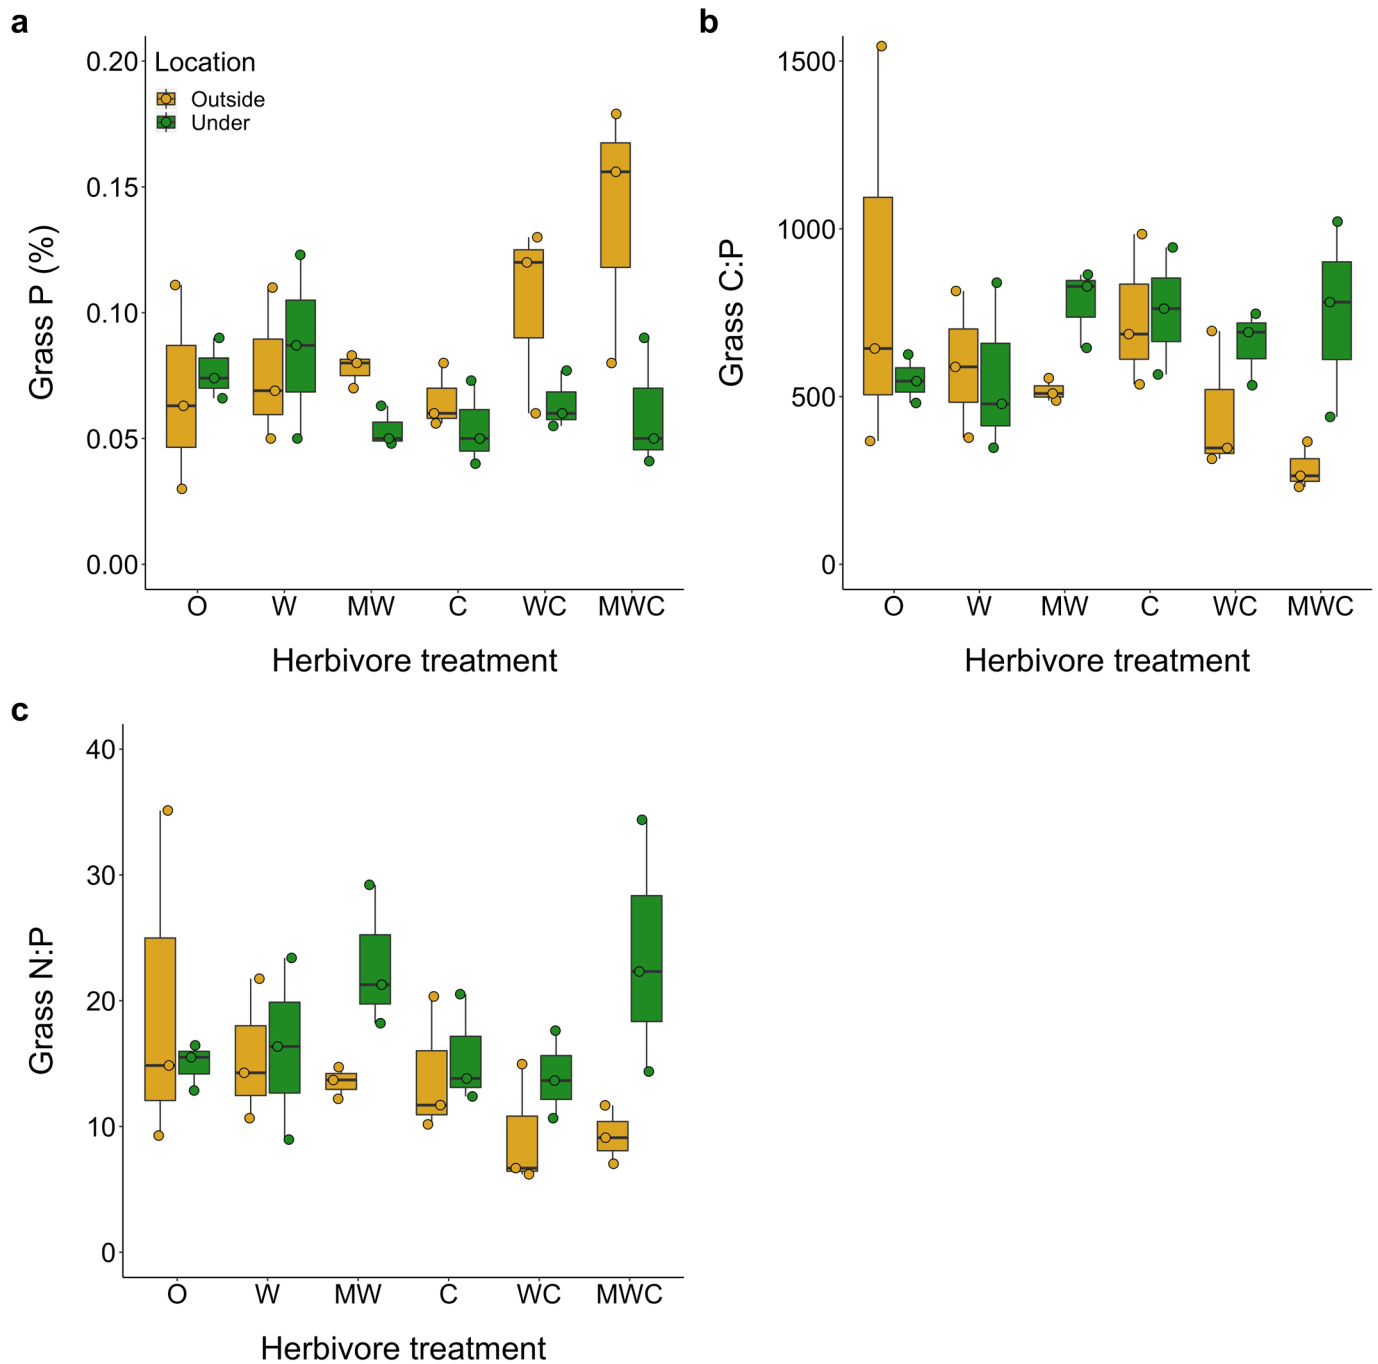 a
Grass P (%)
0.20
0.15
0.10
0.05
0.00
Location
Outside
Under
O W MW C WC MWC
Herbivore treatment
b
Grass C:P
1500
1000
500
0
O W MW C WC MWC
Herbivore treatment
c
Grass N:P
40
30
20
10
0
O W MW C WC MWC
Herbivore treatment